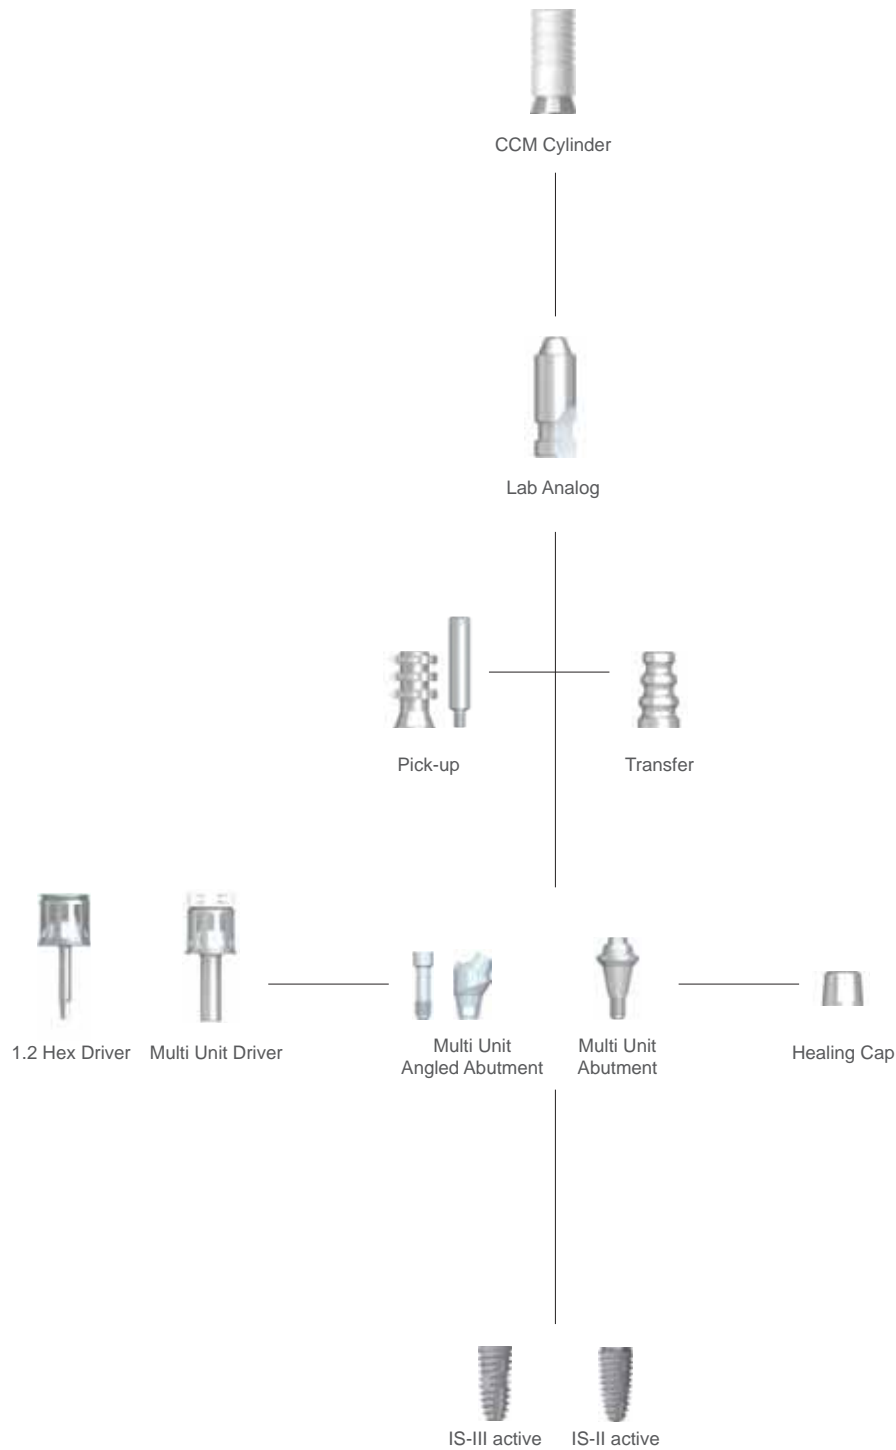 CCM Cylinder
Lab Analog
Pick-up
Transfer
1.2 Hex Driver
Multi Unit Driver
Multi Unit
Angled Abutment
Multi Unit
Abutment
Healing Cap
IS-III active
IS-II active